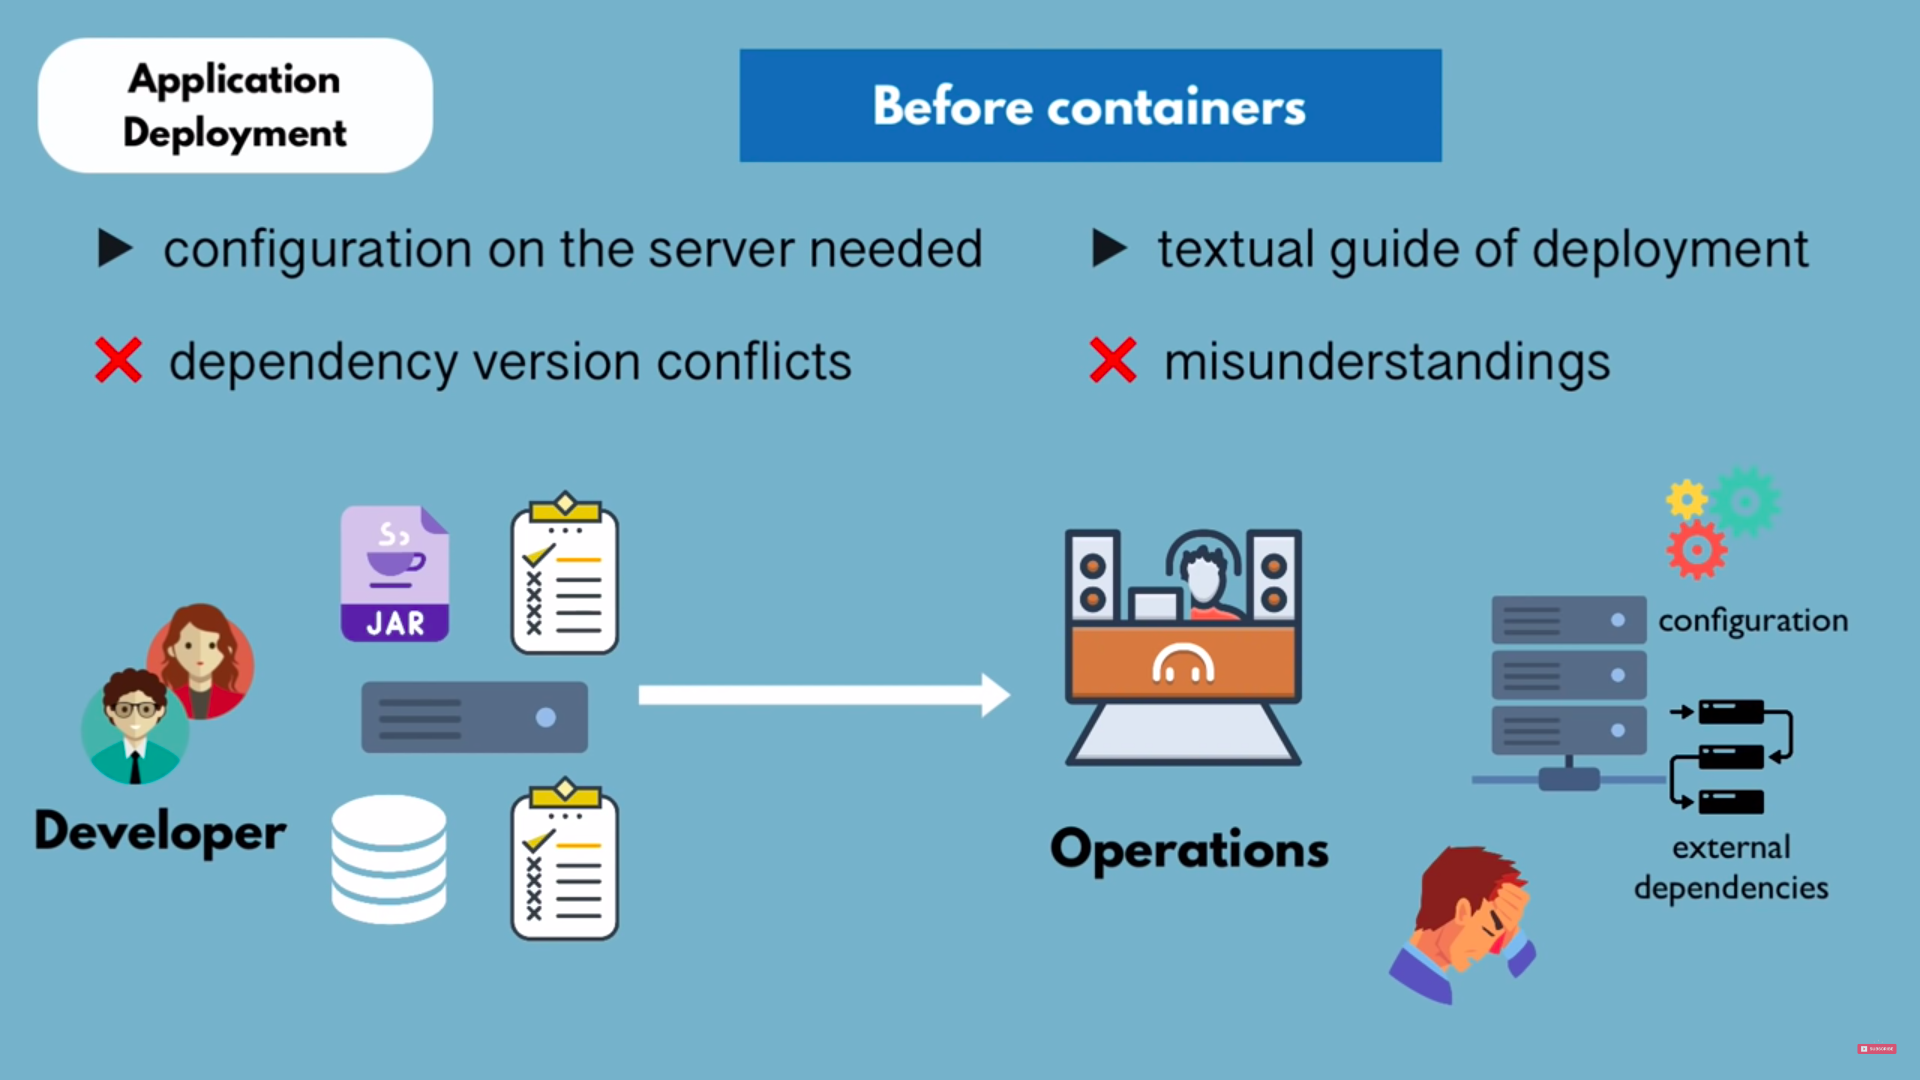 Application
Deployment
Before containers
configuration on the server needed
textual guide of deployment
dependency version conflicts
misunderstandings
JAR
configuration
Developer
Operations
external
dependencies
SUBSCRIBE